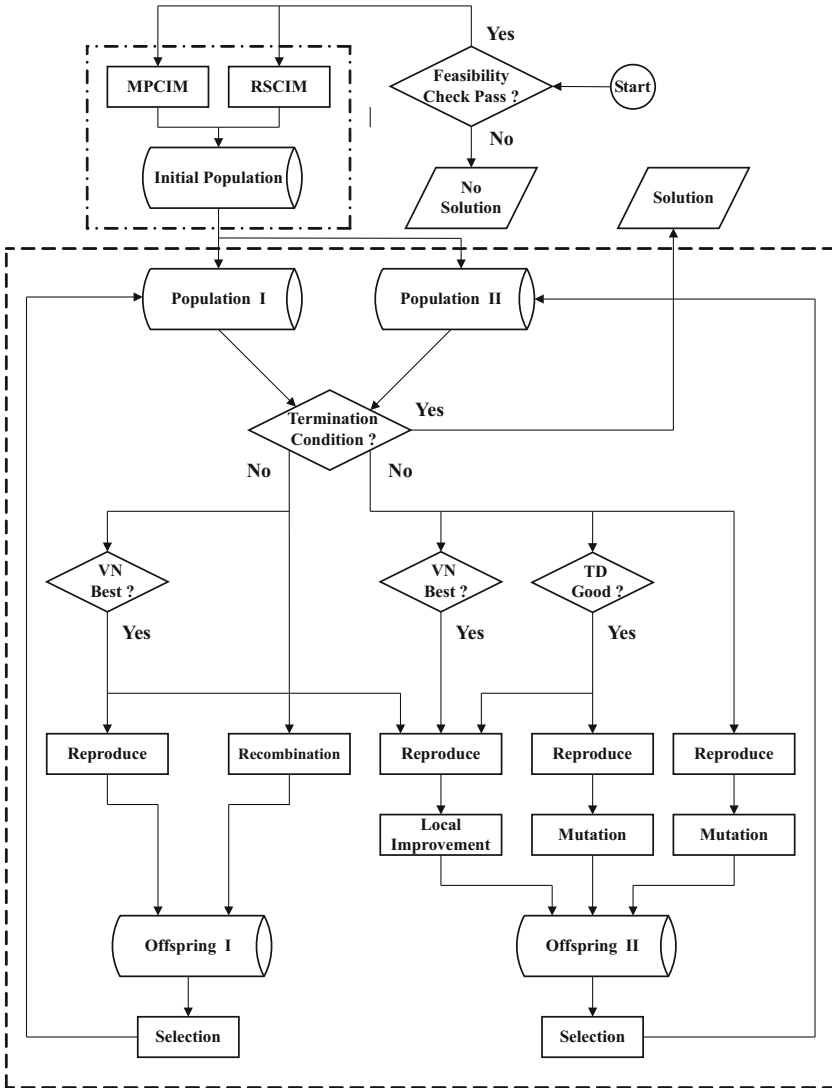 Yes
MPCIM
RSCIM
Feasibility
Check Pass ?
Start
No
Initial Population
No
Solution
Solution
Population I
Population II
Termination
Condition ?
Yes
No
No
VN
Best ?
VN
Best ?
TD
Good ?
Yes
Yes
Yes
Reproduce
Recombination
Reproduce
Reproduce
Reproduce
Local
Improvement
Mutation
Mutation
Offspring I
Offspring II
Selection
Selection